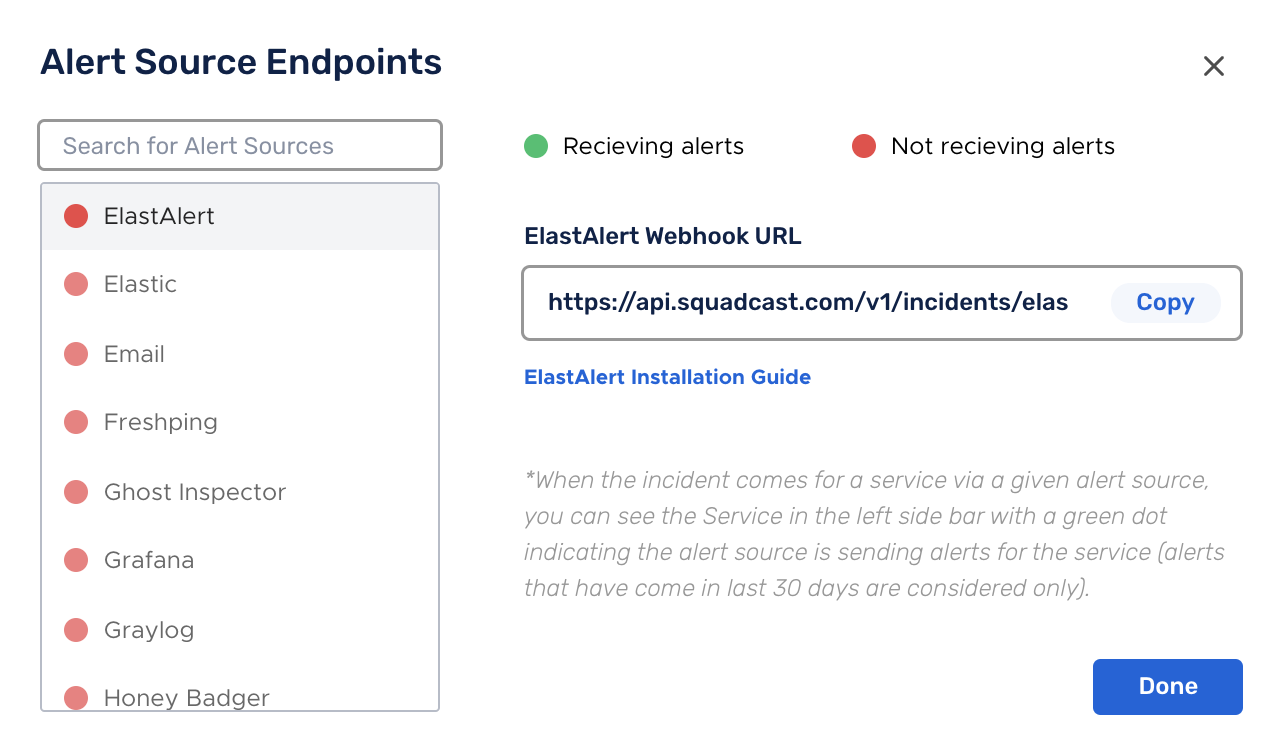 Alert Source Endpoints
Search for Alert Sources
ElastAlert
Elastic
Email
Freshping
Ghost Inspector
Grafana
Graylog
Honey Badger
Recieving alerts
Not recieving alerts
ElastAlert Webhook URL
https://api.squadcast.com/v1/incidents/elas
Copy
ElastAlert Installation Guide
*When the incident comes for a service via a given alert source,
you can see the Service in the left side bar with a green dot
indicating the alert source is sending alerts for the service (alerts
that have come in last 30 days are considered only).
Done